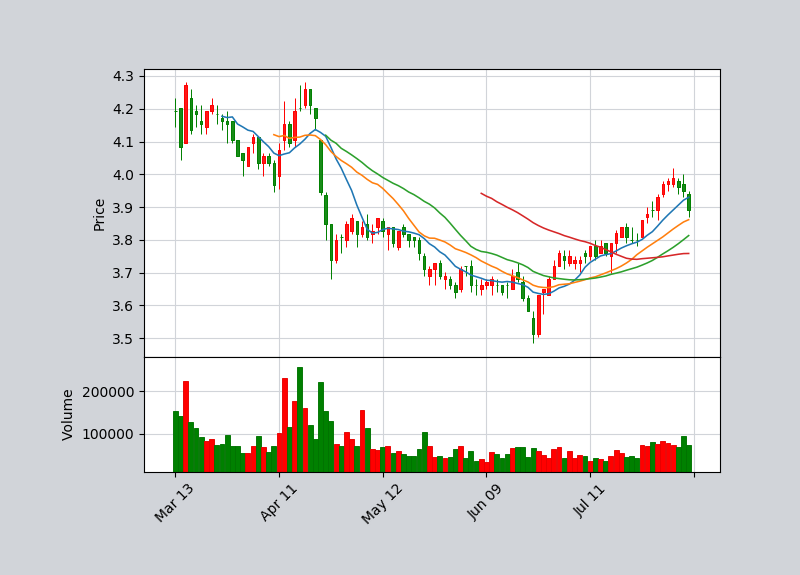 4.3
4.2
4.1
4.0
3.9
3.8
3.7
3.6
3.5
Price
200000
100000
Volume
Mar 13
Apr 11
May 12
Jun 09
Jul 11